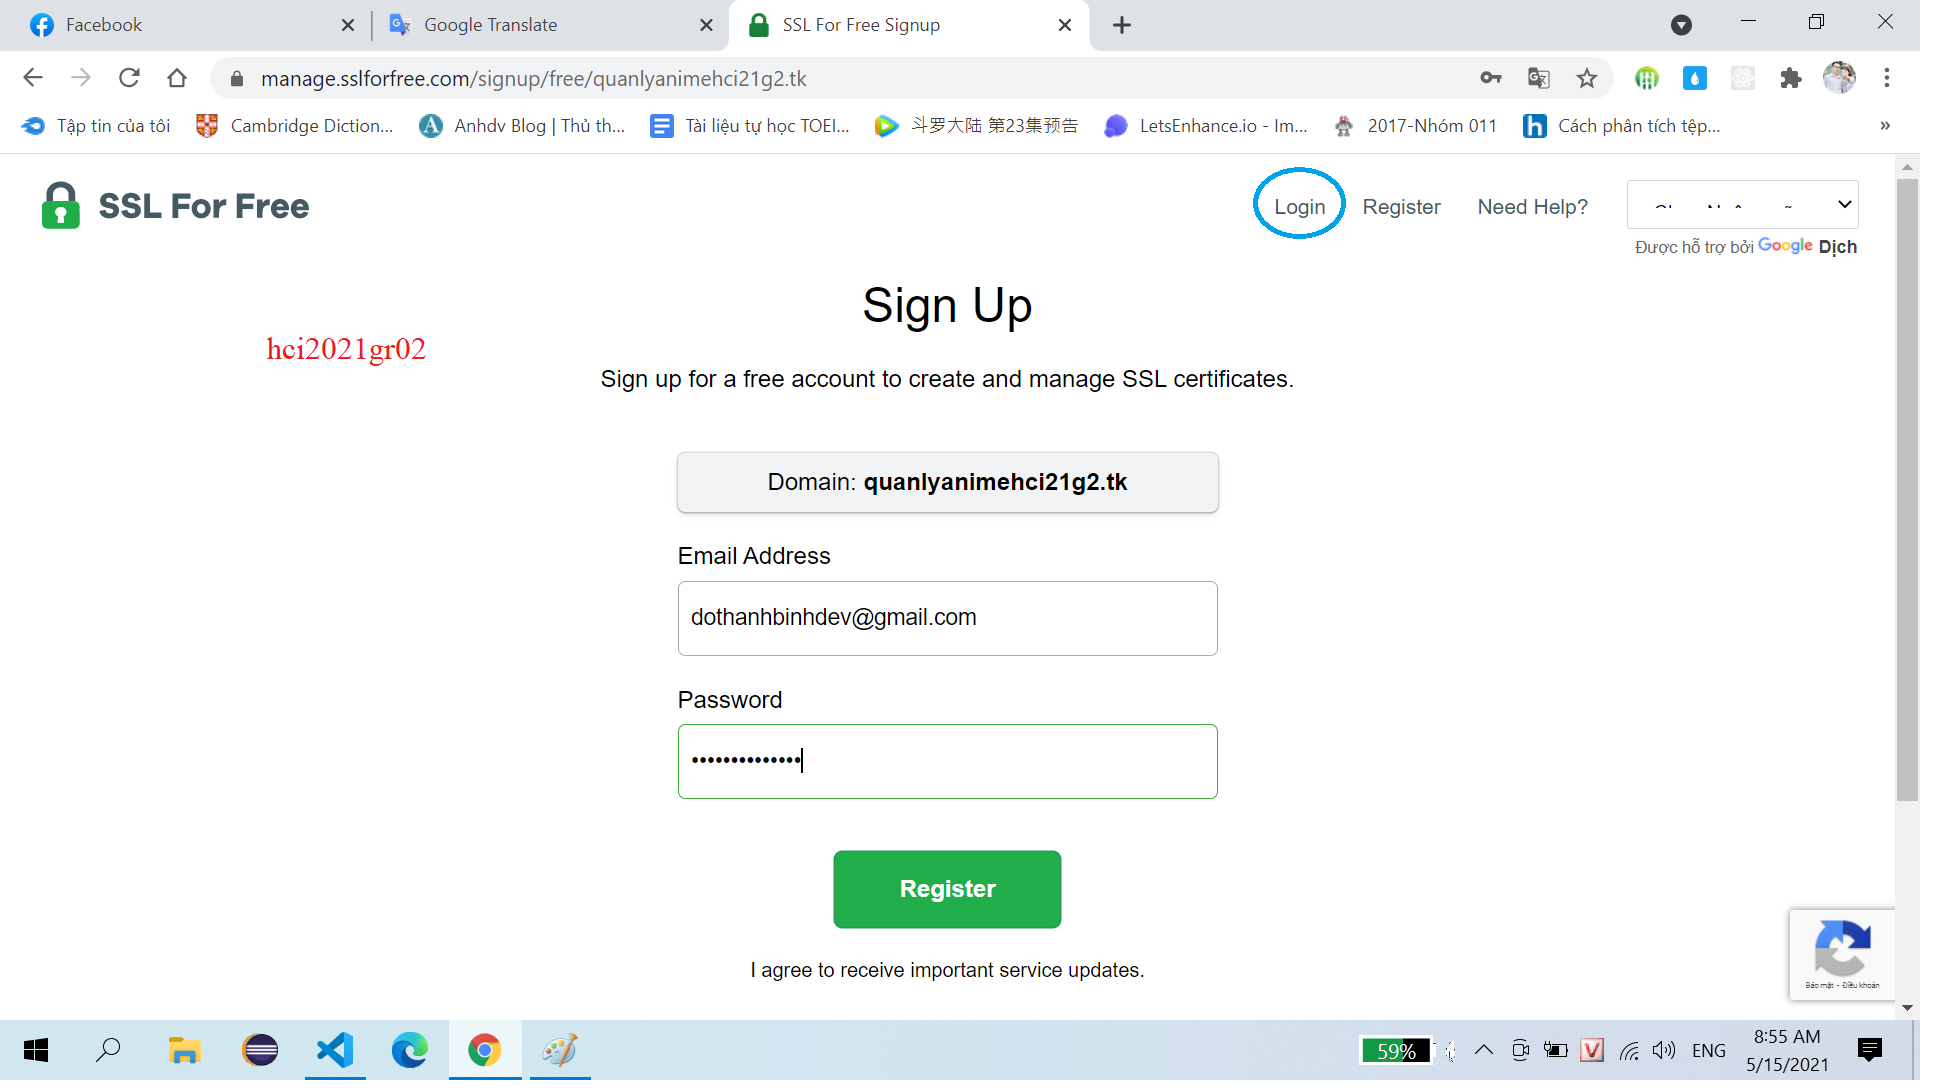 Facebook
Google Translate
SSL For Free Signup
manage.sslforfree.com/signup/free/quanlyanimehci21g2.tk
Tập tin của tôi
Cambridge Diction...
Anhdv Blog | Thủ th...
Tài liệu tự học TOEI...
斗罗大陆 第23集预告
LetsEnhance.io - Im...
2017-Nhóm 011
Cách phân tích tệp...
»
SSL For Free
Login
Register
Need Help?
Được hỗ trợ bởi Google Dịch
Sign Up
hci2021gr02
Sign up for a free account to create and manage SSL certificates.
Domain: quanlyanimehci21g2.tk
Email Address
dothanhbinhdev@gmail.com
Password
••••••••••••••
Register
I agree to receive important service updates.
Bảo mật - Điều khoản
59%
ENG
8:55 AM
5/15/2021